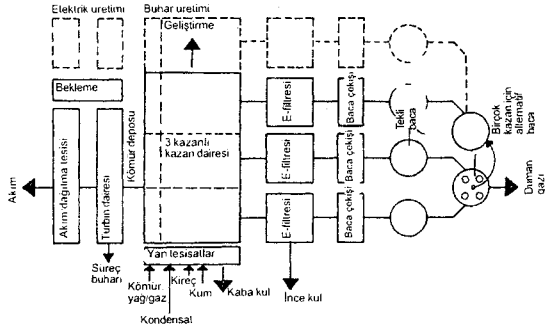 Elektrik üretimi
Buhar üretimi
Geliştirme
Bekleme
Akım
Akım dağıtma tesisi
Türbin dairesi
Kömür deposu
3 kazanlı
kazan dairesi
E-filtresi
E-filtresi
E-filtresi
Baca çekişi
Baca çekişi
Baca çekişi
Tekli
baca
Birçok
kazan için
alternatif
baca
Duman
gazı
Süreç
buharı
Yan tesisatlar
Kömür
yağ/gaz
Kireç
Kum
Kaba kül
İnce kül
Kondensat